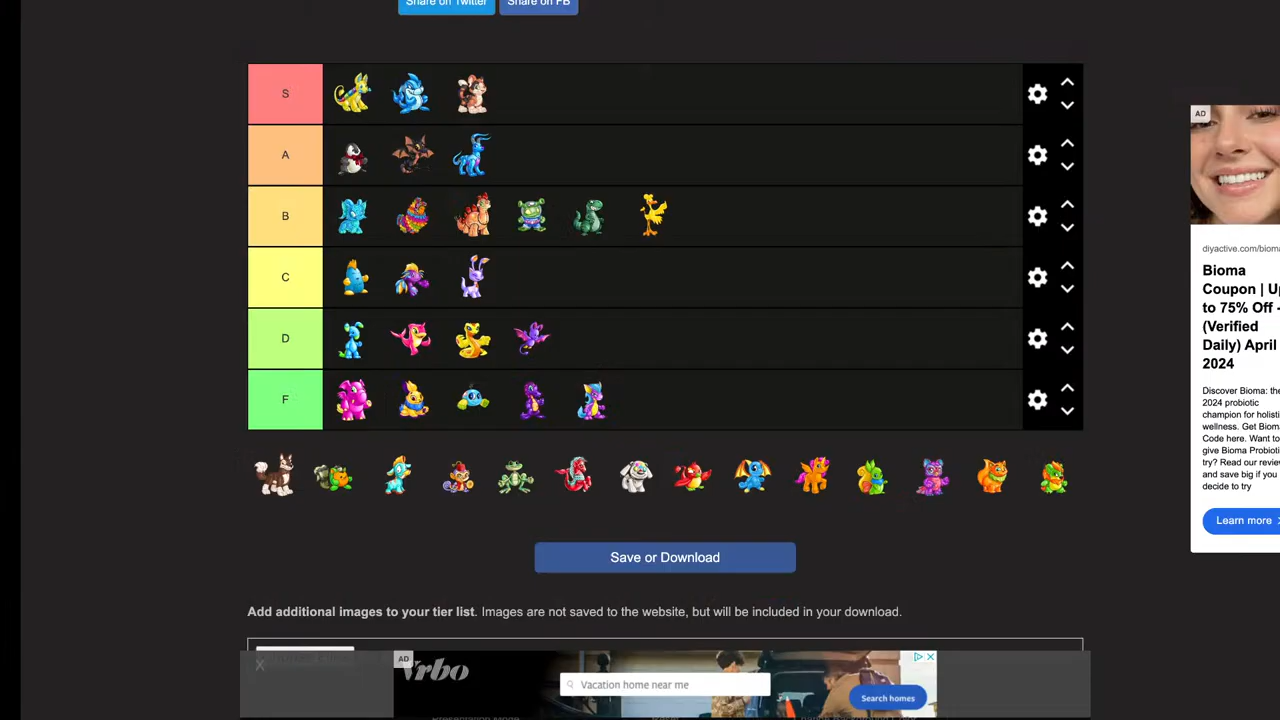 Share on Twitter
Share on FB
S
A
B
C
D
F
Save or Download
Add additional images to your tier list. Images are not saved to the website, but will be included in your download.
AD
diyactive.com/bioma
Bioma
Coupon | Up
to 75% Off -
(Verified
Daily) April
2024
Discover Bioma: the
2024 probiotic
champion for holisti
wellness. Get Bioma
Code here. Want to
give Bioma Probioti
try? Read our review
and save big if you
decide to try
Learn more
X
AD
Vrbo
Vacation home near me
Search homes